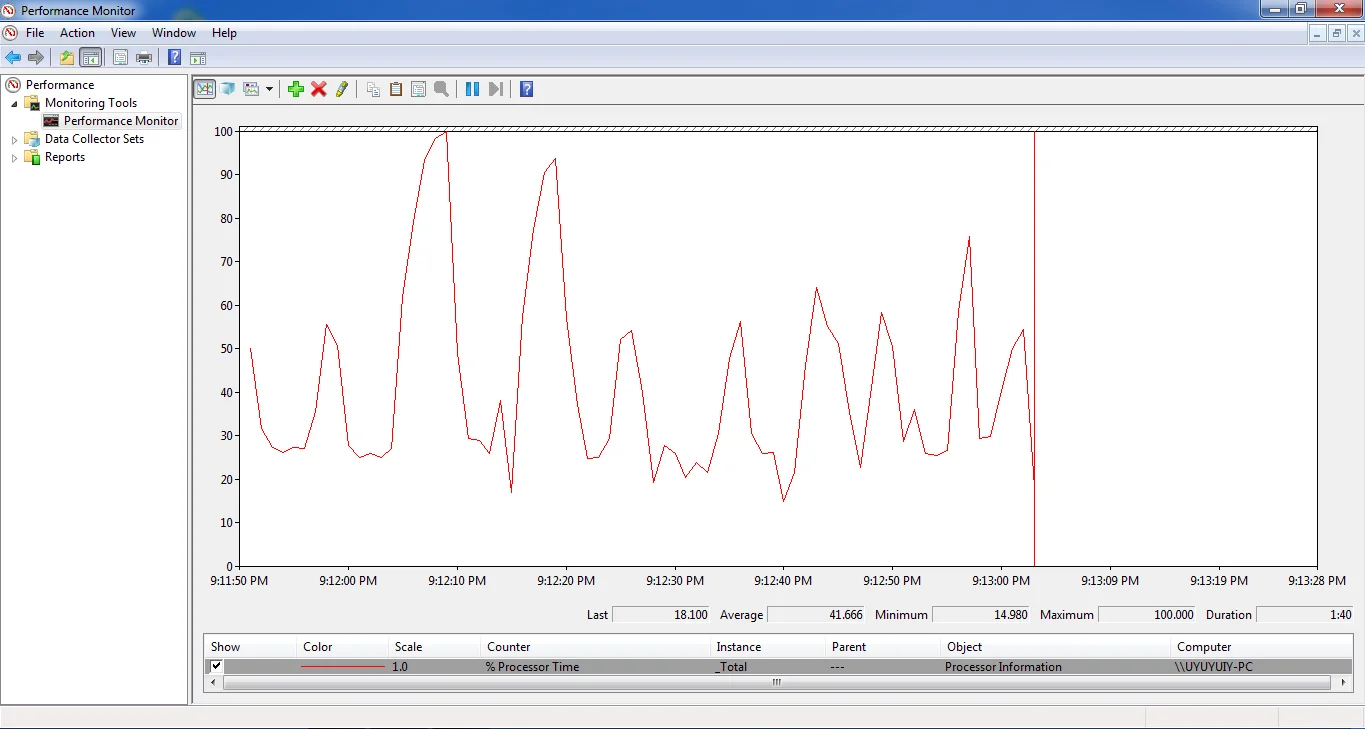 Performance Monitor
File Action View Window Help
Performance
Monitoring Tools
Performance Monitor
Data Collector Sets
Reports
100
90
80
70
60
50
40
30
20
10
0
9:11:50 PM 9:12:00 PM 9:12:10 PM 9:12:20 PM 9:12:30 PM 9:12:40 PM 9:12:50 PM 9:13:00 PM 9:13:09 PM 9:13:19 PM 9:13:28 PM
Last 18.100 Average 41.666 Minimum 14.980 Maximum 100.000 Duration 1:40
Show Color Scale Counter Instance Parent Object Computer
1.0 % Processor Time _Total --- Processor Information \\UYUYUIY-PC